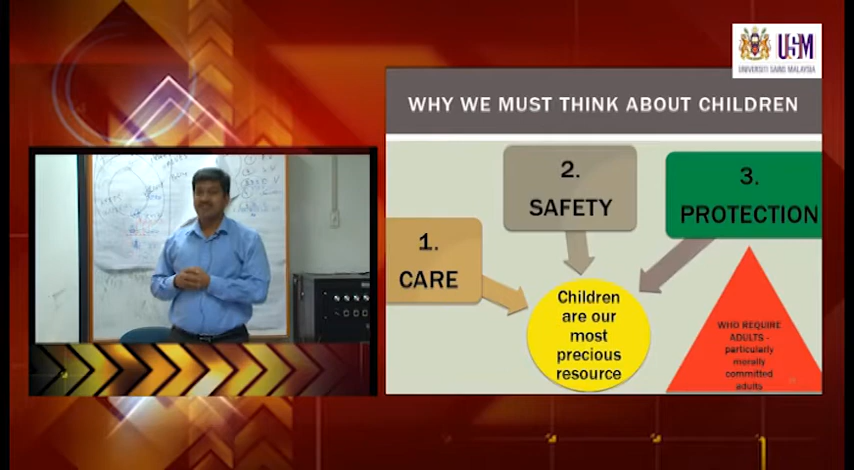 USM
UNIVERSITI SAINS MALAYSIA
WHY WE MUST THINK ABOUT CHILDREN
1.
CARE
2.
SAFETY
3.
PROTECTION
Children
are our
most
precious
resource
WHO REQUIRE
ADULTS -
particularly
morally
committed
adults